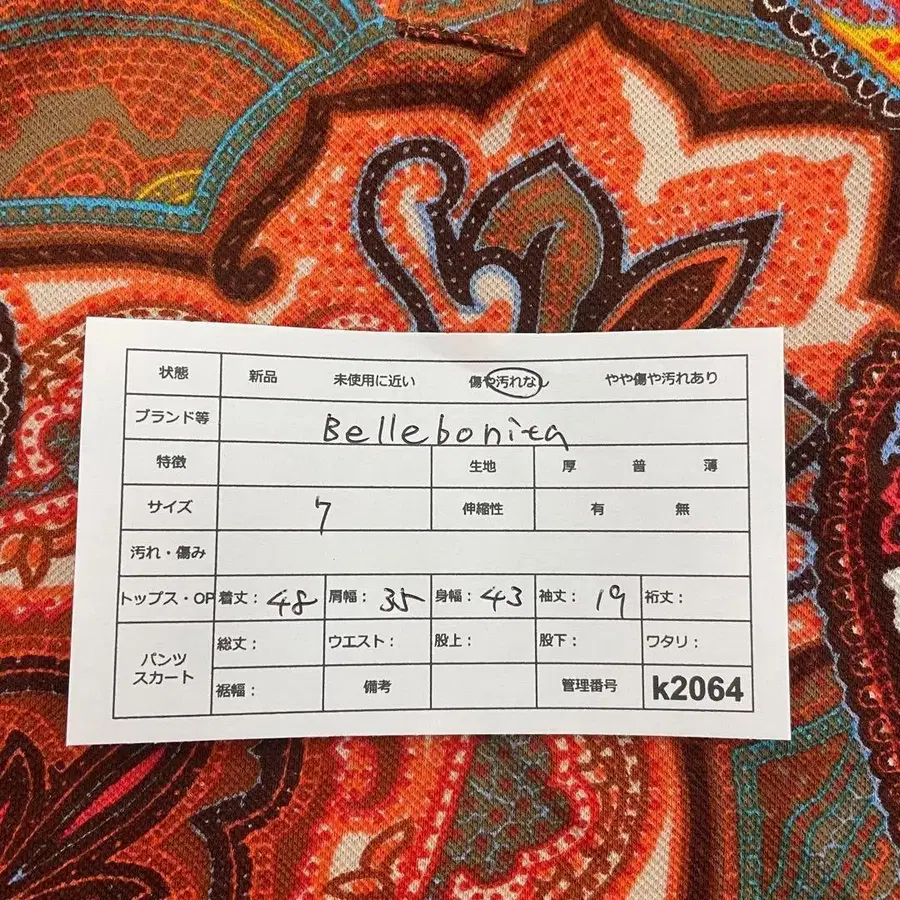 状態 新品 未使用に近い 傷や汚れなし やや傷や汚れあり
ブランド等 Bellebonita
特徴 生地 厚 普 薄
サイズ 7 伸縮性 有 無
汚れ・傷み
トップス・OP 着丈： 48 肩幅： 35 身幅： 43 袖丈： 19 裄丈：
パンツ スカート 総丈： ウエスト： 股上： 股下： ワタリ：
裾幅： 備考 管理番号 k2064